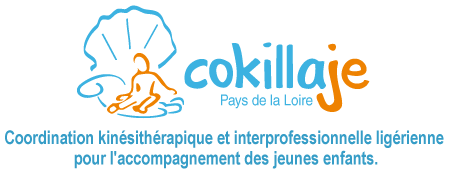 cokillaje
Pays de la Loire
Coordination kinésithérapique et interprofessionnelle ligérienne
pour l'accompagnement des jeunes enfants.